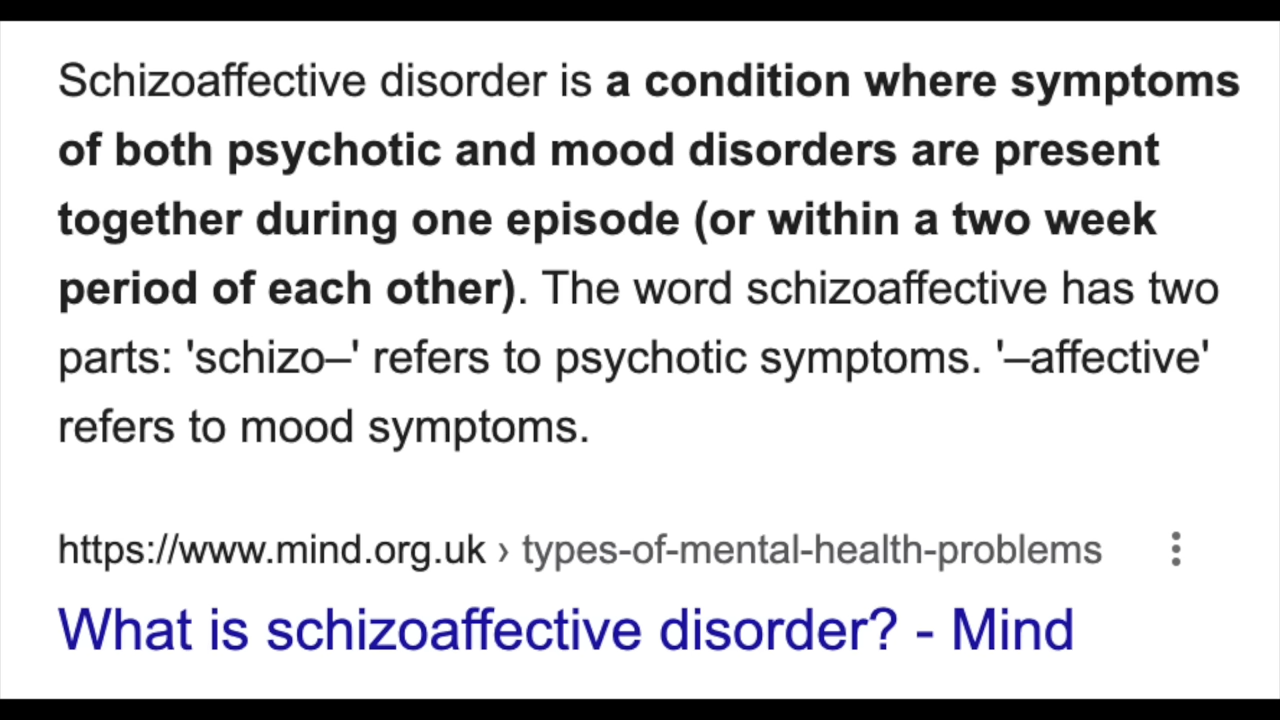 Schizoaffective disorder is a condition where symptoms
of both psychotic and mood disorders are present
together during one episode (or within a two week
period of each other). The word schizoaffective has two
parts: 'schizo–' refers to psychotic symptoms. '–affective'
refers to mood symptoms.
https://www.mind.org.uk › types-of-mental-health-problems
What is schizoaffective disorder? - Mind